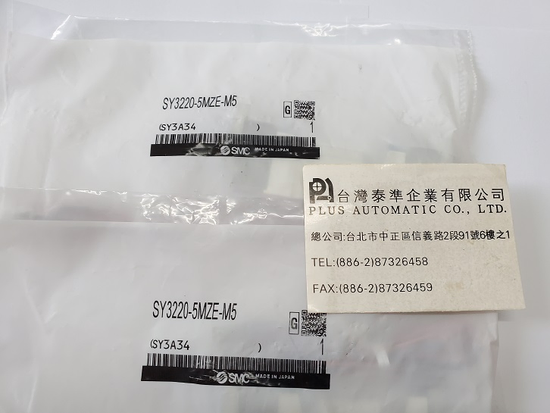 SY3220-5MZE-M5
G
(SY3A34 ) 1
SMC MADE IN JAPAN
台灣泰準企業有限公司
PLUS AUTOMATIC CO., LTD.
總公司:台北市中正區信義路2段91號6樓之1
TEL:(886-2)87326458
FAX:(886-2)87326459
SY3220-5MZE-M5
G
(SY3A34 ) 1
SMC MADE IN JAPAN